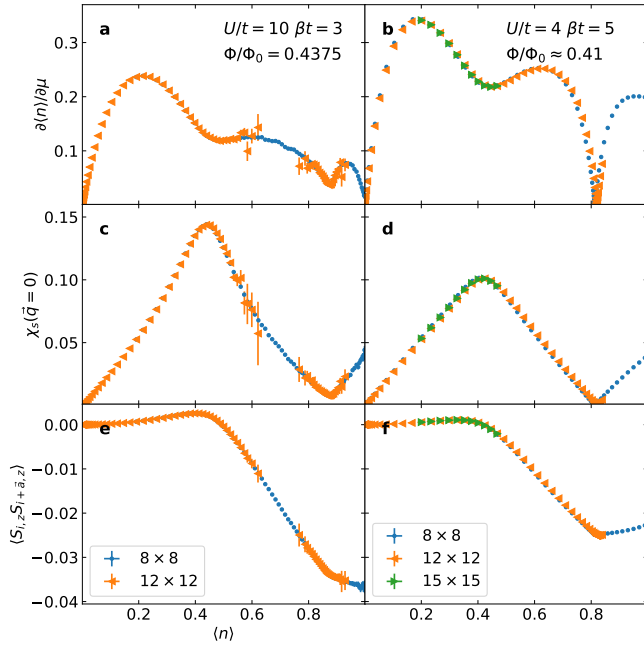 a
U/t = 10 βt = 3
Φ/Φ₀ = 0.4375
b
U/t = 4 βt = 5
Φ/Φ₀ ≈ 0.41
∂⟨n⟩/∂μ
0.3
0.2
0.1
c
d
χₛ(q⃗ = 0)
0.15
0.10
0.05
e
f
⟨S_{i,z}S_{i+a⃗,z}⟩
0.00
−0.01
−0.02
−0.03
−0.04
8 × 8
12 × 12
8 × 8
12 × 12
15 × 15
0.2 0.4 0.6 0.8
0.2 0.4 0.6 0.8
⟨n⟩